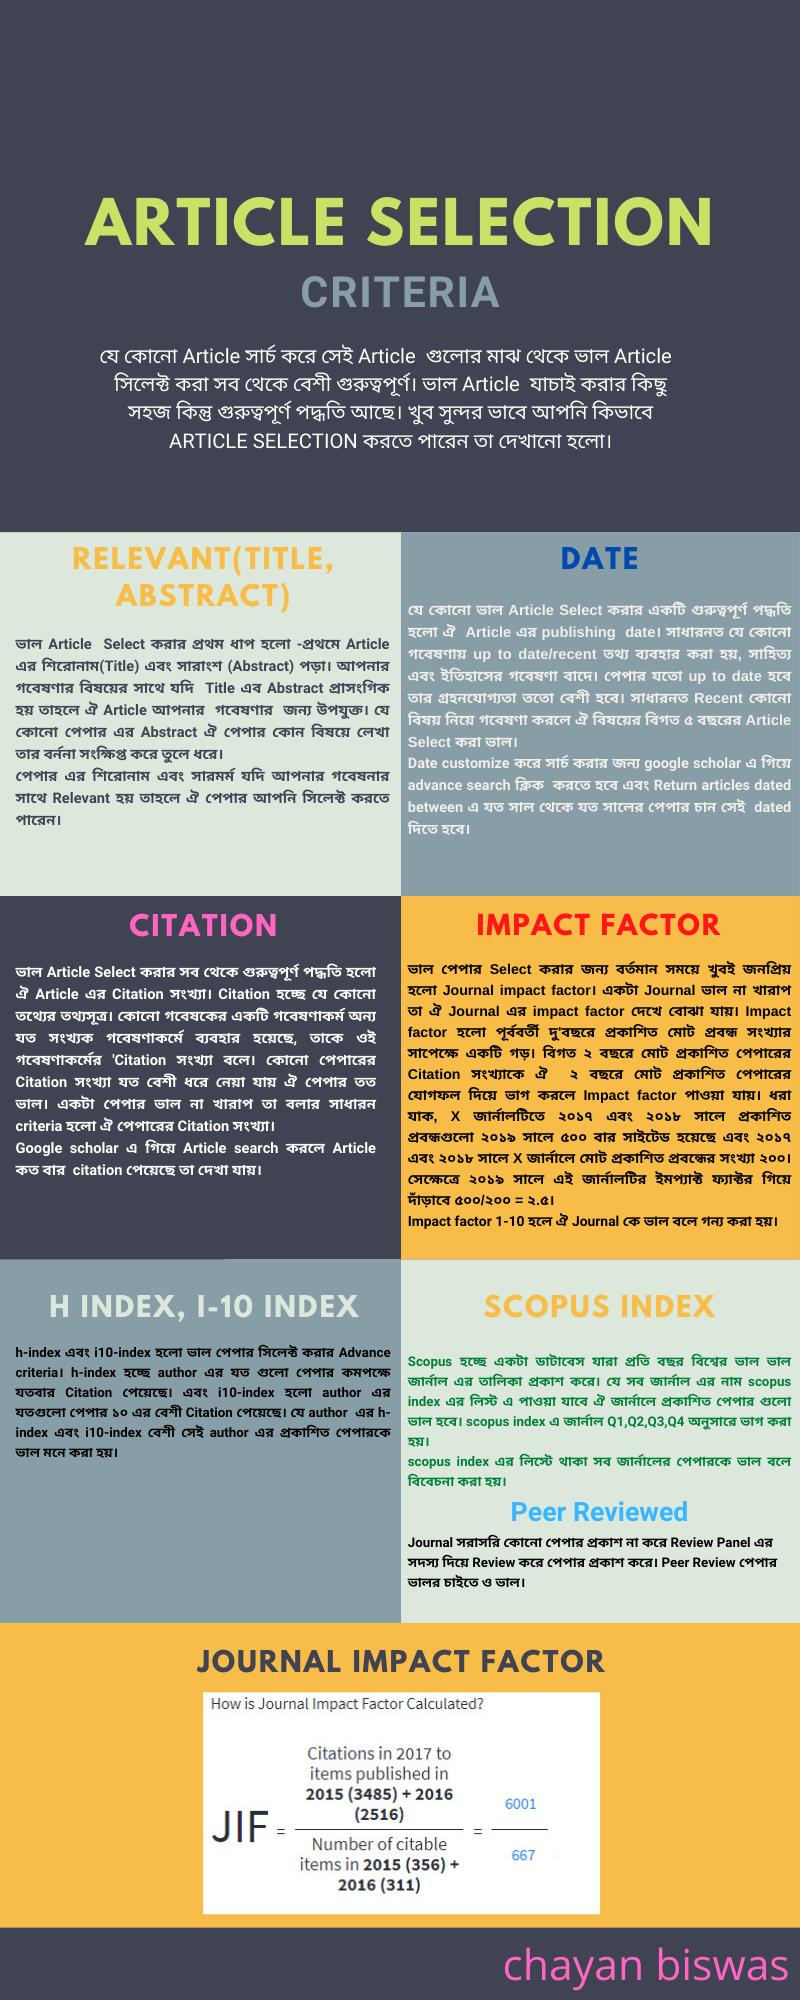 ARTICLE SELECTION
CRITERIA
যে কোনো Article সার্চ করে সেই Article গুলোর মাঝ থেকে ভাল Article
সিলেক্ট করা সব থেকে বেশী গুরুত্বপূর্ণ। ভাল Article যাচাই করার কিছু
সহজ কিন্তু গুরুত্বপূর্ণ পদ্ধতি আছে। খুব সুন্দর ভাবে আপনি কিভাবে
ARTICLE SELECTION করতে পারেন তা দেখানো হলো।
RELEVANT(TITLE,
ABSTRACT)
ভাল Article Select করার প্রথম ধাপ হলো -প্রথমে Article
এর শিরোনাম(Title) এবং সারাংশ (Abstract) পড়া। আপনার
গবেষণার বিষয়ের সাথে যদি Title এব Abstract প্রাসংগিক
হয় তাহলে ঐ Article আপনার গবেষণার জন্য উপযুক্ত। যে
কোনো পেপার এর Abstract ঐ পেপার কোন বিষয়ে লেখা
তার বর্ননা সংক্ষিপ্ত করে তুলে ধরে।
পেপার এর শিরোনাম এবং সারমর্ম যদি আপনার গবেষনার
সাথে Relevant হয় তাহলে ঐ পেপার আপনি সিলেক্ট করতে
পারেন।
DATE
যে কোনো ভাল Article Select করার একটি গুরুত্বপূর্ণ পদ্ধতি
হলো ঐ Article এর publishing date। সাধারনত যে কোনো
গবেষণায় up to date/recent তথ্য ব্যবহার করা হয়, সাহিত্য
এবং ইতিহাসের গবেষণা বাদে। পেপার যতো up to date হবে
তার গ্রহনযোগ্যতা ততো বেশী হবে। সাধারনত Recent কোনো
বিষয় নিয়ে গবেষণা করলে ঐ বিষয়ের বিগত ৫ বছরের Article
Select করা ভাল।
Date customize করে সার্চ করার জন্য google scholar এ গিয়ে
advance search ক্লিক করতে হবে এবং Return articles dated
between এ যত সাল থেকে যত সালের পেপার চান সেই dated
দিতে হবে।
CITATION
ভাল Article Select করার সব থেকে গুরুত্বপূর্ণ পদ্ধতি হলো
ঐ Article এর Citation সংখ্যা। Citation হচ্ছে যে কোনো
তথ্যের তথ্যসূত্র। কোনো গবেষকের একটি গবেষণাকর্ম অন্য
যত সংখ্যক গবেষণাকর্মে ব্যবহার হয়েছে, তাকে ওই
গবেষণাকর্মের 'Citation সংখ্যা বলে। কোনো পেপারের
Citation সংখ্যা যত বেশী ধরে নেয়া যায় ঐ পেপার তত
ভাল। একটা পেপার ভাল না খারাপ তা বলার সাধারন
criteria হলো ঐ পেপারের Citation সংখ্যা।
Google scholar এ গিয়ে Article search করলে Article
কত বার citation পেয়েছে তা দেখা যায়।
IMPACT FACTOR
ভাল পেপার Select করার জন্য বর্তমান সময়ে খুবই জনপ্রিয়
হলো Journal impact factor। একটা Journal ভাল না খারাপ
তা ঐ Journal এর impact factor দেখে বোঝা যায়। Impact
factor হলো পূর্ববর্তী দু'বছরে প্রকাশিত মোট প্রবন্ধ সংখ্যার
সাপেক্ষে একটি গড়। বিগত ২ বছরে মোট প্রকাশিত পেপারের
Citation সংখ্যাকে ঐ ২ বছরে মোট প্রকাশিত পেপারের
যোগফল দিয়ে ভাগ করলে Impact factor পাওয়া যায়। ধরা
যাক, X জার্নালটিতে ২০১৭ এবং ২০১৮ সালে প্রকাশিত
প্রবন্ধগুলো ২০১৯ সালে ৫০০ বার সাইটেড হয়েছে এবং ২০১৭
এবং ২০১৮ সালে X জার্নালে মোট প্রকাশিত প্রবন্ধের সংখ্যা ২০০।
সেক্ষেত্রে ২০১৯ সালে এই জার্নালটির ইমপ্যাক্ট ফ্যাক্টর গিয়ে
দাঁড়াবে ৫০০/২০০ = ২.৫।
Impact factor 1-10 হলে ঐ Journal কে ভাল বলে গন্য করা হয়।
H INDEX, I-10 INDEX
h-index এবং i10-index হলো ভাল পেপার সিলেক্ট করার Advance
criteria। h-index হচ্ছে author এর যত গুলো পেপার কমপক্ষে
যতবার Citation পেয়েছে। এবং i10-index হলো author এর
যতগুলো পেপার ১০ এর বেশী Citation পেয়েছে। যে author এর h-
index এবং i10-index বেশী সেই author এর প্রকাশিত পেপারকে
ভাল মনে করা হয়।
SCOPUS INDEX
Scopus হচ্ছে একটা ডাটাবেস যারা প্রতি বছর বিশ্বের ভাল ভাল
জার্নাল এর তালিকা প্রকাশ করে। যে সব জার্নাল এর নাম scopus
index এর লিস্ট এ পাওয়া যাবে ঐ জার্নালে প্রকাশিত পেপার গুলো
ভাল হবে। scopus index এ জার্নাল Q1,Q2,Q3,Q4 অনুসারে ভাগ করা
হয়।
scopus index এর লিস্টে থাকা সব জার্নালের পেপারকে ভাল বলে
বিবেচনা করা হয়।
Peer Reviewed
Journal সরাসরি কোনো পেপার প্রকাশ না করে Review Panel এর
সদস্য দিয়ে Review করে পেপার প্রকাশ করে। Peer Review পেপার
ভালর চাইতে ও ভাল।
JOURNAL IMPACT FACTOR
How is Journal Impact Factor Calculated?
Citations in 2017 to
items published in
2015 (3485) + 2016
(2516)
6001
JIF = =
Number of citable
items in 2015 (356) +
2016 (311)
667
chayan biswas